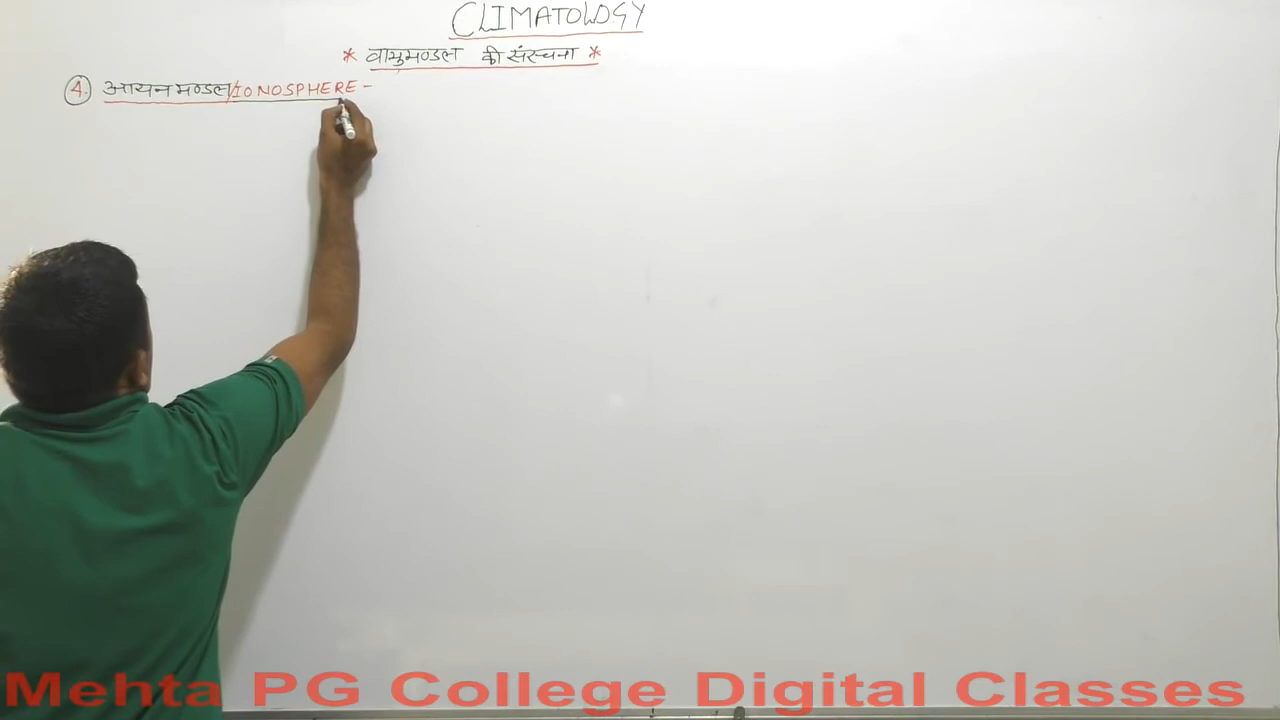 CLIMATOLOGY
* वायुमण्डल की संरचना *
4. आयनमण्डल/IONOSPHERE -
Mehta PG College Digital Classes